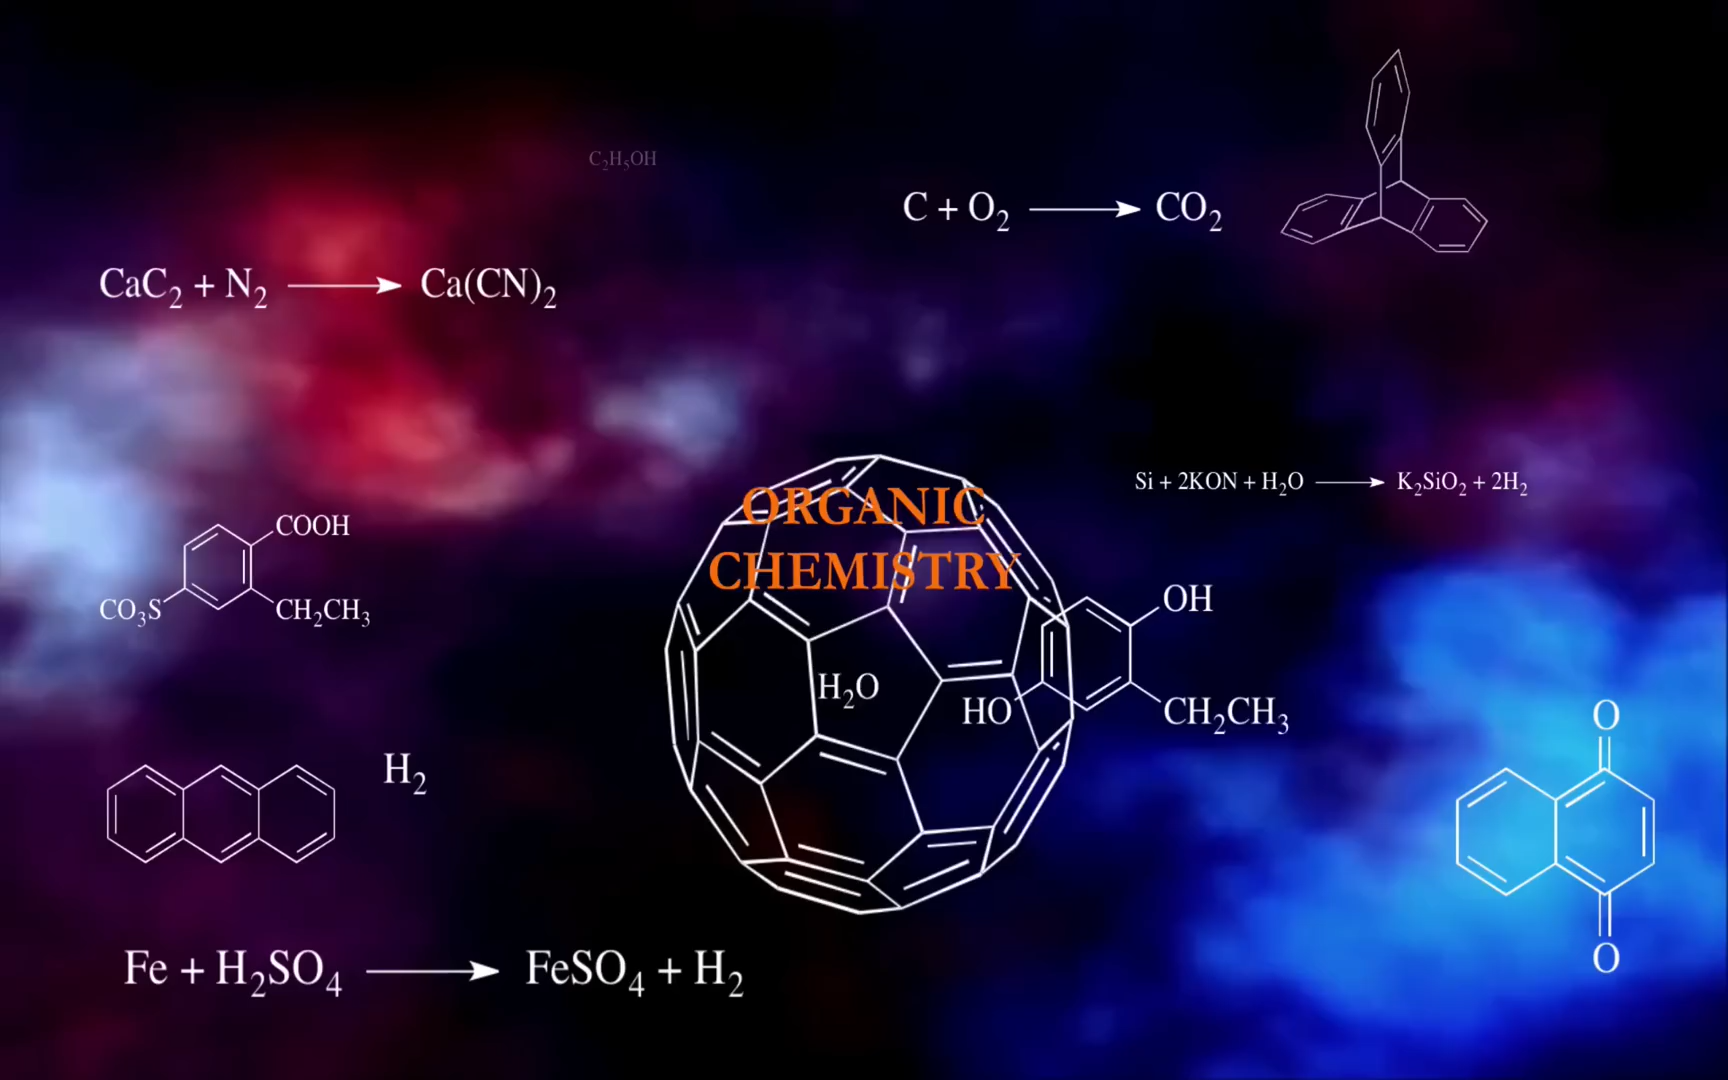 C₂H₅OH
C + O₂ ⟶ CO₂
CaC₂ + N₂ ⟶ Ca(CN)₂
Si + 2KON + H₂O ⟶ K₂SiO₂ + 2H₂
ORGANIC
CHEMISTRY
COOH
CO₃S
CH₂CH₃
OH
H₂O
HO
CH₂CH₃
O
H₂
O
Fe + H₂SO₄ ⟶ FeSO₄ + H₂